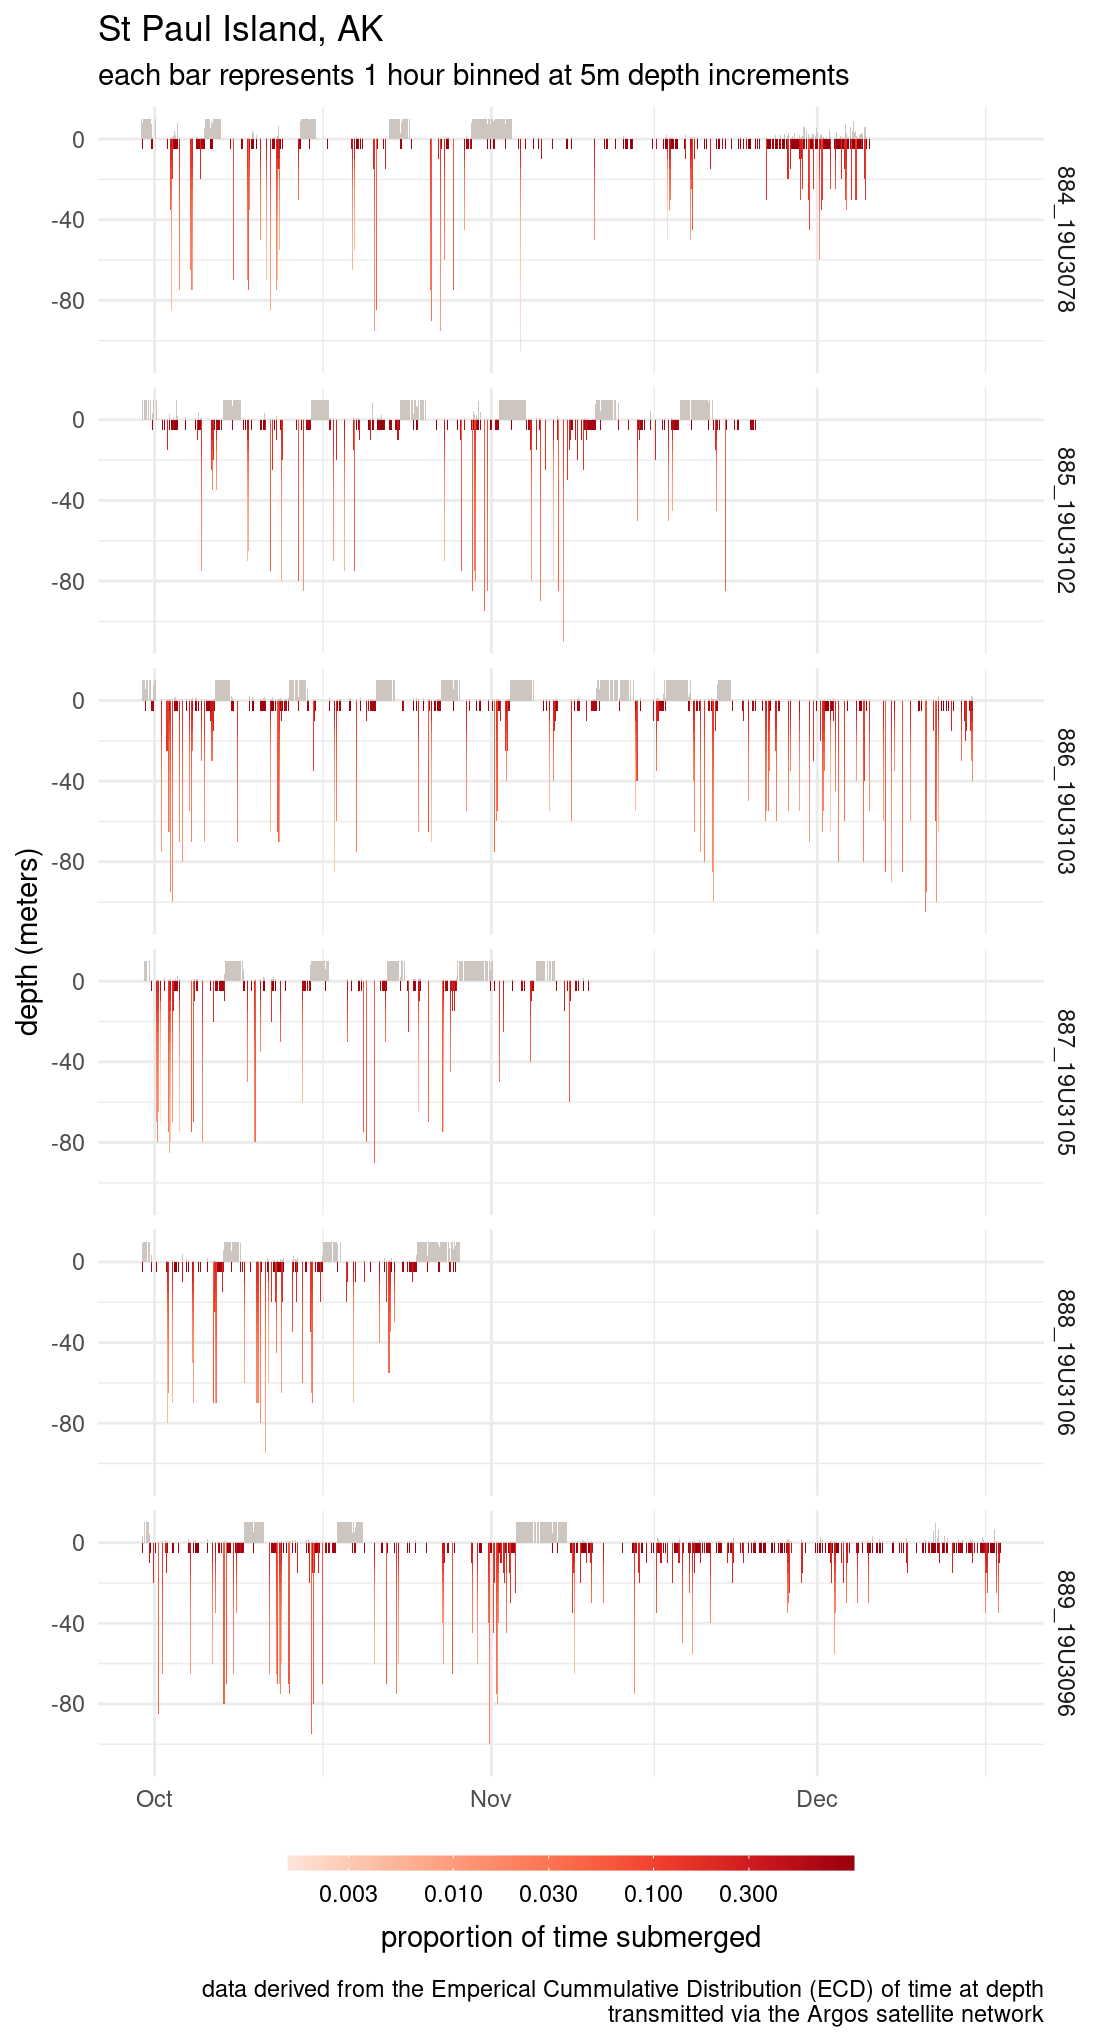 St Paul Island, AK
each bar represents 1 hour binned at 5m depth increments
depth (meters)
0
-40
-80
884_19U3078
0
-40
-80
885_19U3102
0
-40
-80
886_19U3103
0
-40
-80
887_19U3105
0
-40
-80
888_19U3106
0
-40
-80
889_19U3096
Oct Nov Dec
0.003 0.010 0.030 0.100 0.300
proportion of time submerged
data derived from the Emperical Cummulative Distribution (ECD) of time at depth
transmitted via the Argos satellite network